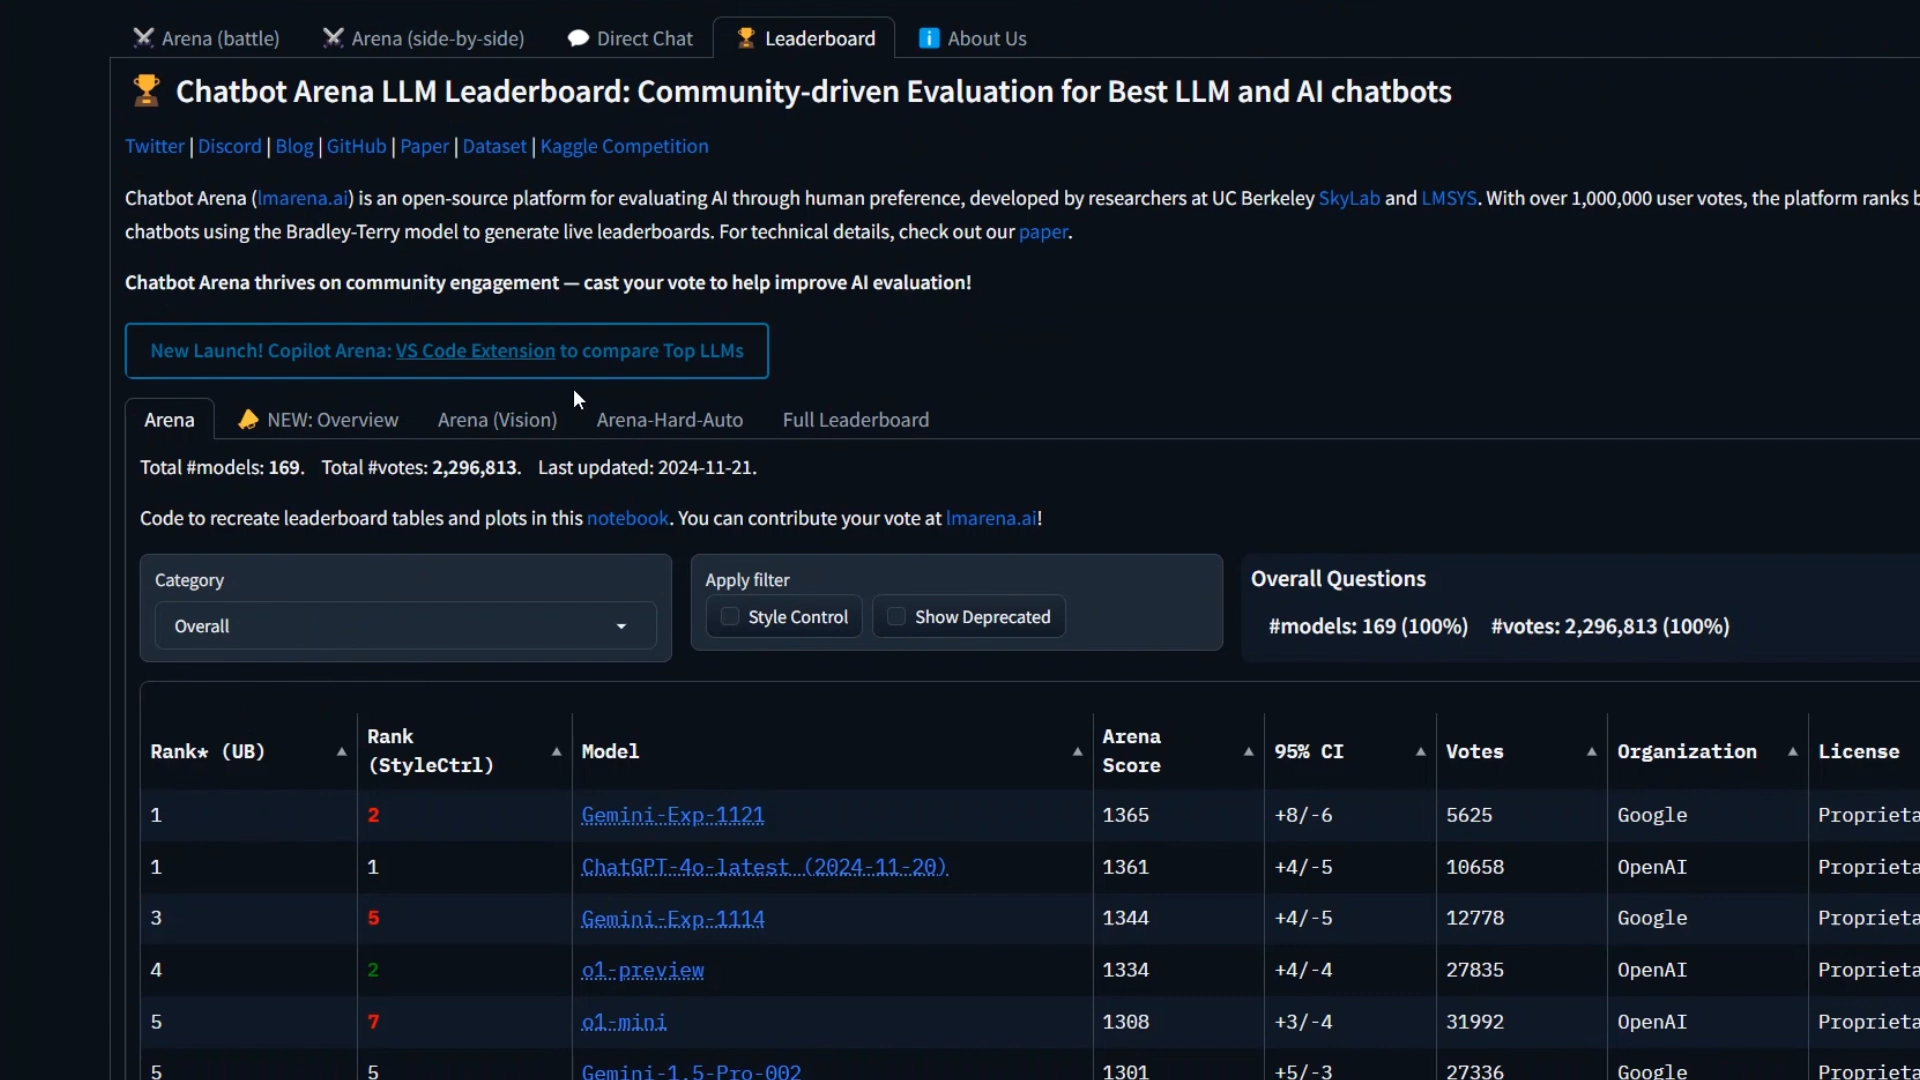 Arena (battle) Arena (side-by-side) Direct Chat Leaderboard About Us
Chatbot Arena LLM Leaderboard: Community-driven Evaluation for Best LLM and AI chatbots
Twitter | Discord | Blog | GitHub | Paper | Dataset | Kaggle Competition
Chatbot Arena (lmarena.ai) is an open-source platform for evaluating AI through human preference, developed by researchers at UC Berkeley SkyLab and LMSYS. With over 1,000,000 user votes, the platform ranks
chatbots using the Bradley-Terry model to generate live leaderboards. For technical details, check out our paper.
Chatbot Arena thrives on community engagement — cast your vote to help improve AI evaluation!
New Launch! Copilot Arena: VS Code Extension to compare Top LLMs
Arena NEW: Overview Arena (Vision) Arena-Hard-Auto Full Leaderboard
Total #models: 169. Total #votes: 2,296,813. Last updated: 2024-11-21.
Code to recreate leaderboard tables and plots in this notebook. You can contribute your vote at lmarena.ai!
Category Apply filter Overall Questions
Overall Style Control Show Deprecated #models: 169 (100%) #votes: 2,296,813 (100%)
Rank* (UB) Rank (StyleCtrl) Model Arena Score 95% CI Votes Organization License
1 2 Gemini-Exp-1121 1365 +8/-6 5625 Google Proprieta
1 1 ChatGPT-4o-latest (2024-11-20) 1361 +4/-5 10658 OpenAI Proprieta
3 5 Gemini-Exp-1114 1344 +4/-5 12778 Google Proprieta
4 2 o1-preview 1334 +4/-4 27835 OpenAI Proprieta
5 7 o1-mini 1308 +3/-4 31992 OpenAI Proprieta
5 5 Gemini-1.5-Pro-002 1301 +5/-3 27336 Google Proprieta